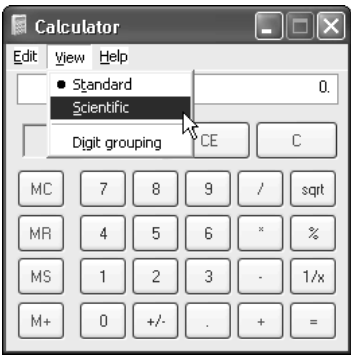 Calculator
Edit View Help
Standard
0.
Scientific
Digit grouping
CE C
MC 7 8 9 / sqrt
MR 4 5 6 * %
MS 1 2 3 - 1/x
M+ 0 +/- . + =